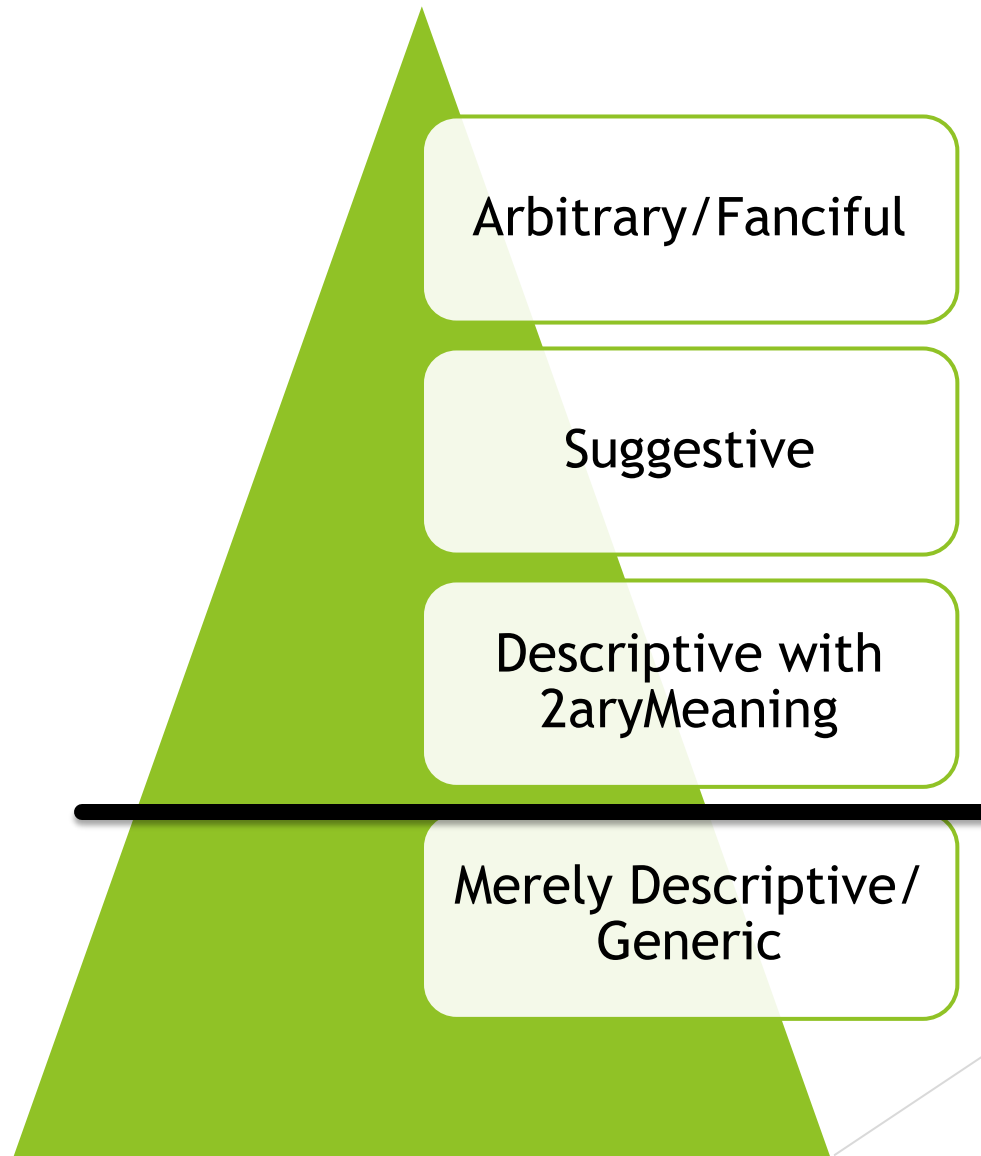 Arbitrary/Fanciful
Suggestive
Descriptive with
2aryMeaning
Merely Descriptive/
Generic